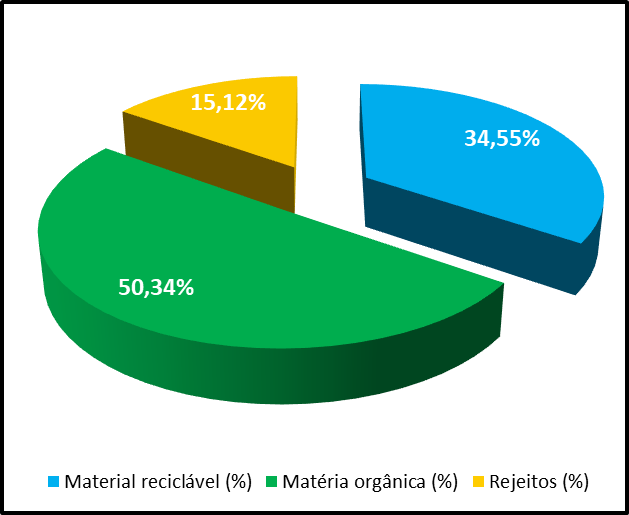 15,12%
34,55%
50,34%
Material reciclável (%) Matéria orgânica (%) Rejeitos (%)